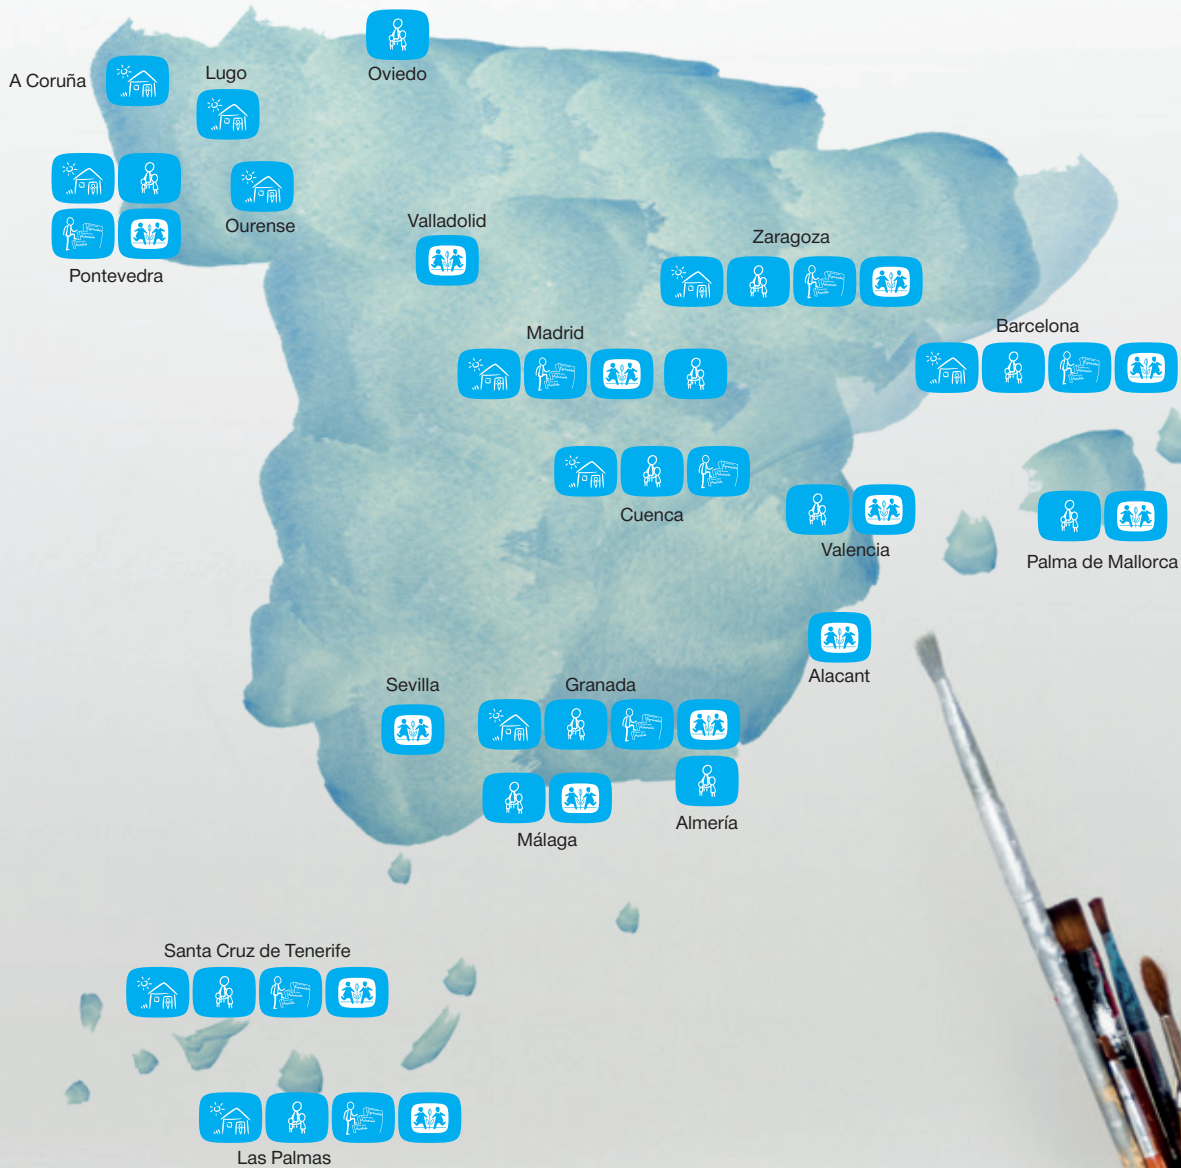 Oviedo
A Coruña
Lugo
Ourense
Pontevedra
Valladolid
Zaragoza
Madrid
Barcelona
Cuenca
Valencia
Palma de Mallorca
Alacant
Sevilla
Granada
Málaga
Almería
Santa Cruz de Tenerife
Las Palmas